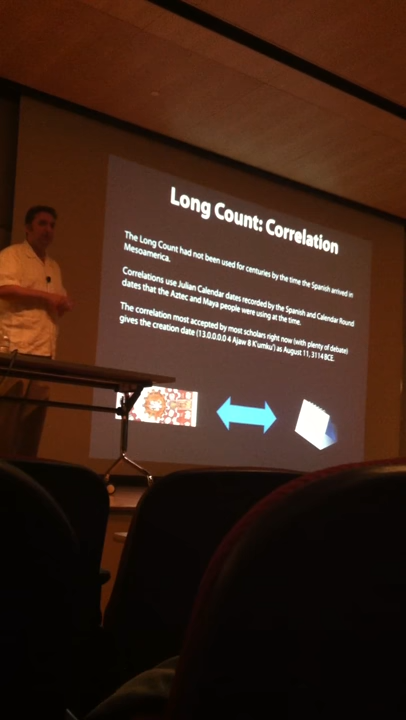 Long Count: Correlation
The Long Count had not been used for centuries by the time the Spanish arrived in
Mesoamerica.
Correlations use Julian Calendar dates recorded by the Spanish and Calendar Round
dates that the Aztec and Maya people were using at the time.
The correlation most accepted by most scholars right now (with plenty of debate)
gives the creation date (13.0.0.0.0 4 Ajaw 8 K'umku') as August 11, 3114 BCE.